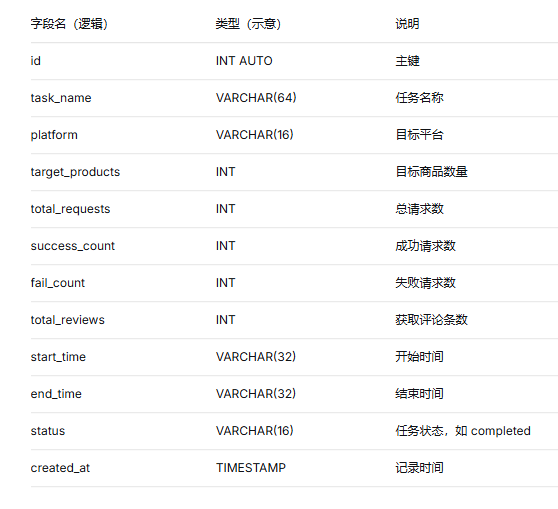 字段名（逻辑） 类型（示意） 说明
id INT AUTO 主键
task_name VARCHAR(64) 任务名称
platform VARCHAR(16) 目标平台
target_products INT 目标商品数量
total_requests INT 总请求数
success_count INT 成功请求数
fail_count INT 失败请求数
total_reviews INT 获取评论条数
start_time VARCHAR(32) 开始时间
end_time VARCHAR(32) 结束时间
status VARCHAR(16) 任务状态，如 completed
created_at TIMESTAMP 记录时间